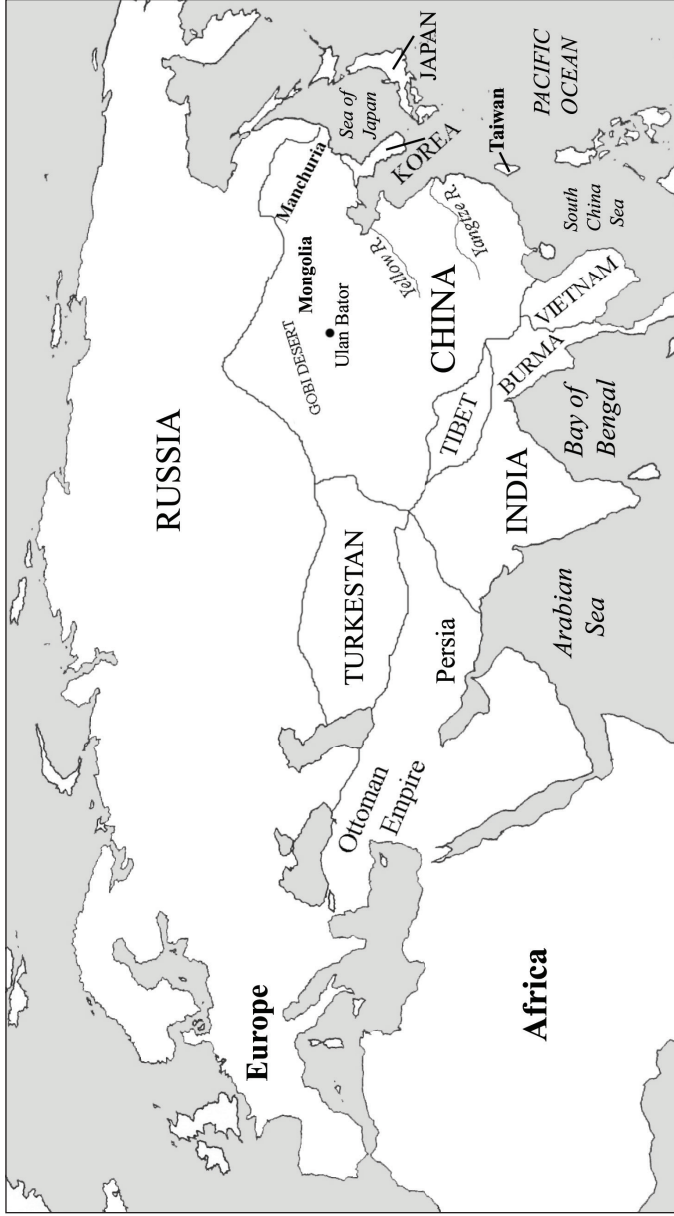 RUSSIA
Europe
Ottoman
Empire
TURKESTAN
Persia
Africa
Arabian
Sea
INDIA
Bay of
Bengal
TIBET
BURMA
VIETNAM
CHINA
GOBI DESERT
Mongolia
Ulan Bator
Manchuria
Yellow R.
Yangtze R.
KOREA
Sea of
Japan
JAPAN
Taiwan
South
China
Sea
PACIFIC
OCEAN